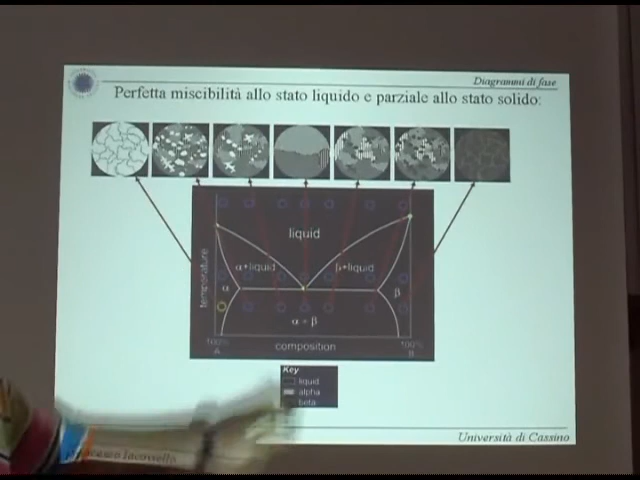 Diagrammi di fase
Perfetta miscibilità allo stato liquido e parziale allo stato solido:
liquid
α+liquid
β+liquid
α
β
α + β
temperature
100%
A
composition
100%
B
Key
liquid
alpha
beta
Università di Cassino
Iacoviello